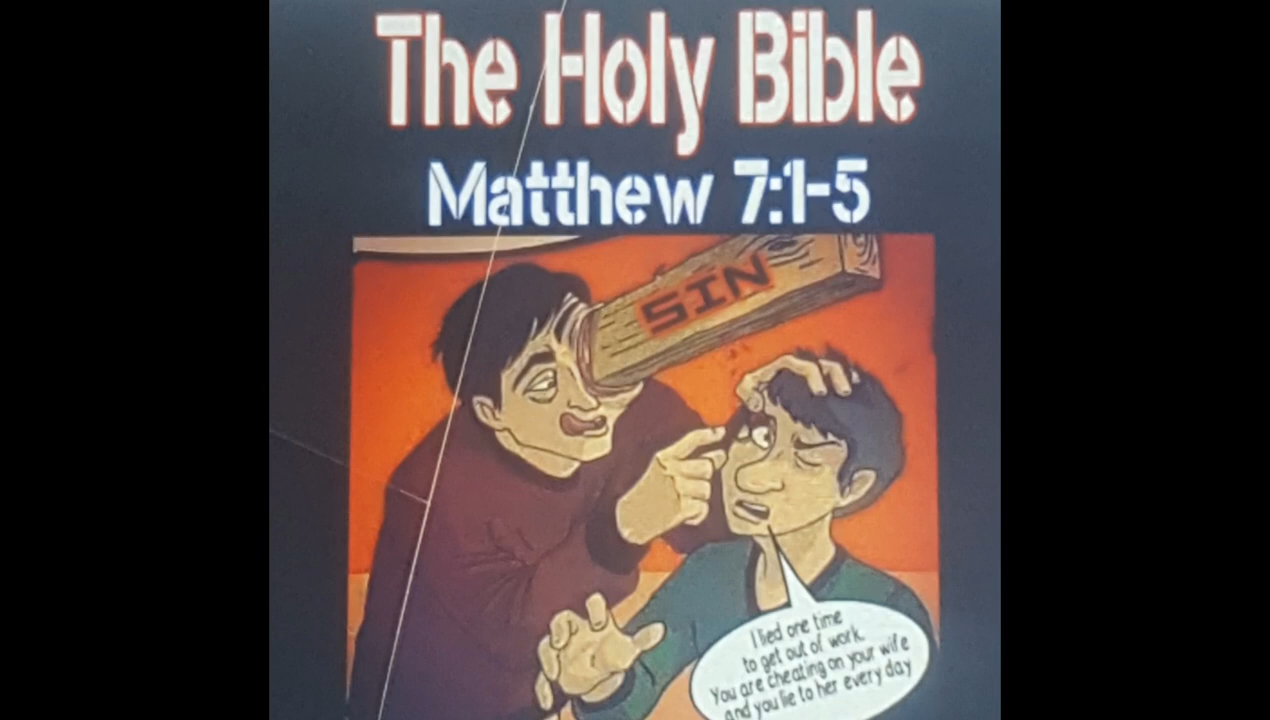 The Holy Bible
Matthew 7:1-5
SIN
I lied one time
to get out of work.
You are cheating on your wife
and you lie to her every day